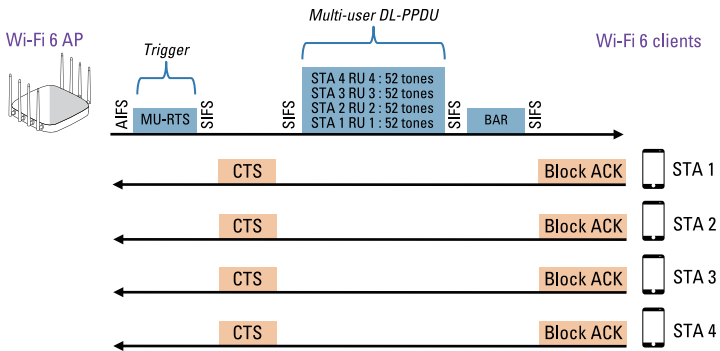 Multi-user DL-PPDU
Wi-Fi 6 AP
Trigger
Wi-Fi 6 clients
AIFS
MU-RTS
SIFS
SIFS
STA 4 RU 4 : 52 tones
STA 3 RU 3 : 52 tones
STA 2 RU 2 : 52 tones
STA 1 RU 1 : 52 tones
SIFS
BAR
SIFS
CTS
Block ACK
STA 1
CTS
Block ACK
STA 2
CTS
Block ACK
STA 3
CTS
Block ACK
STA 4